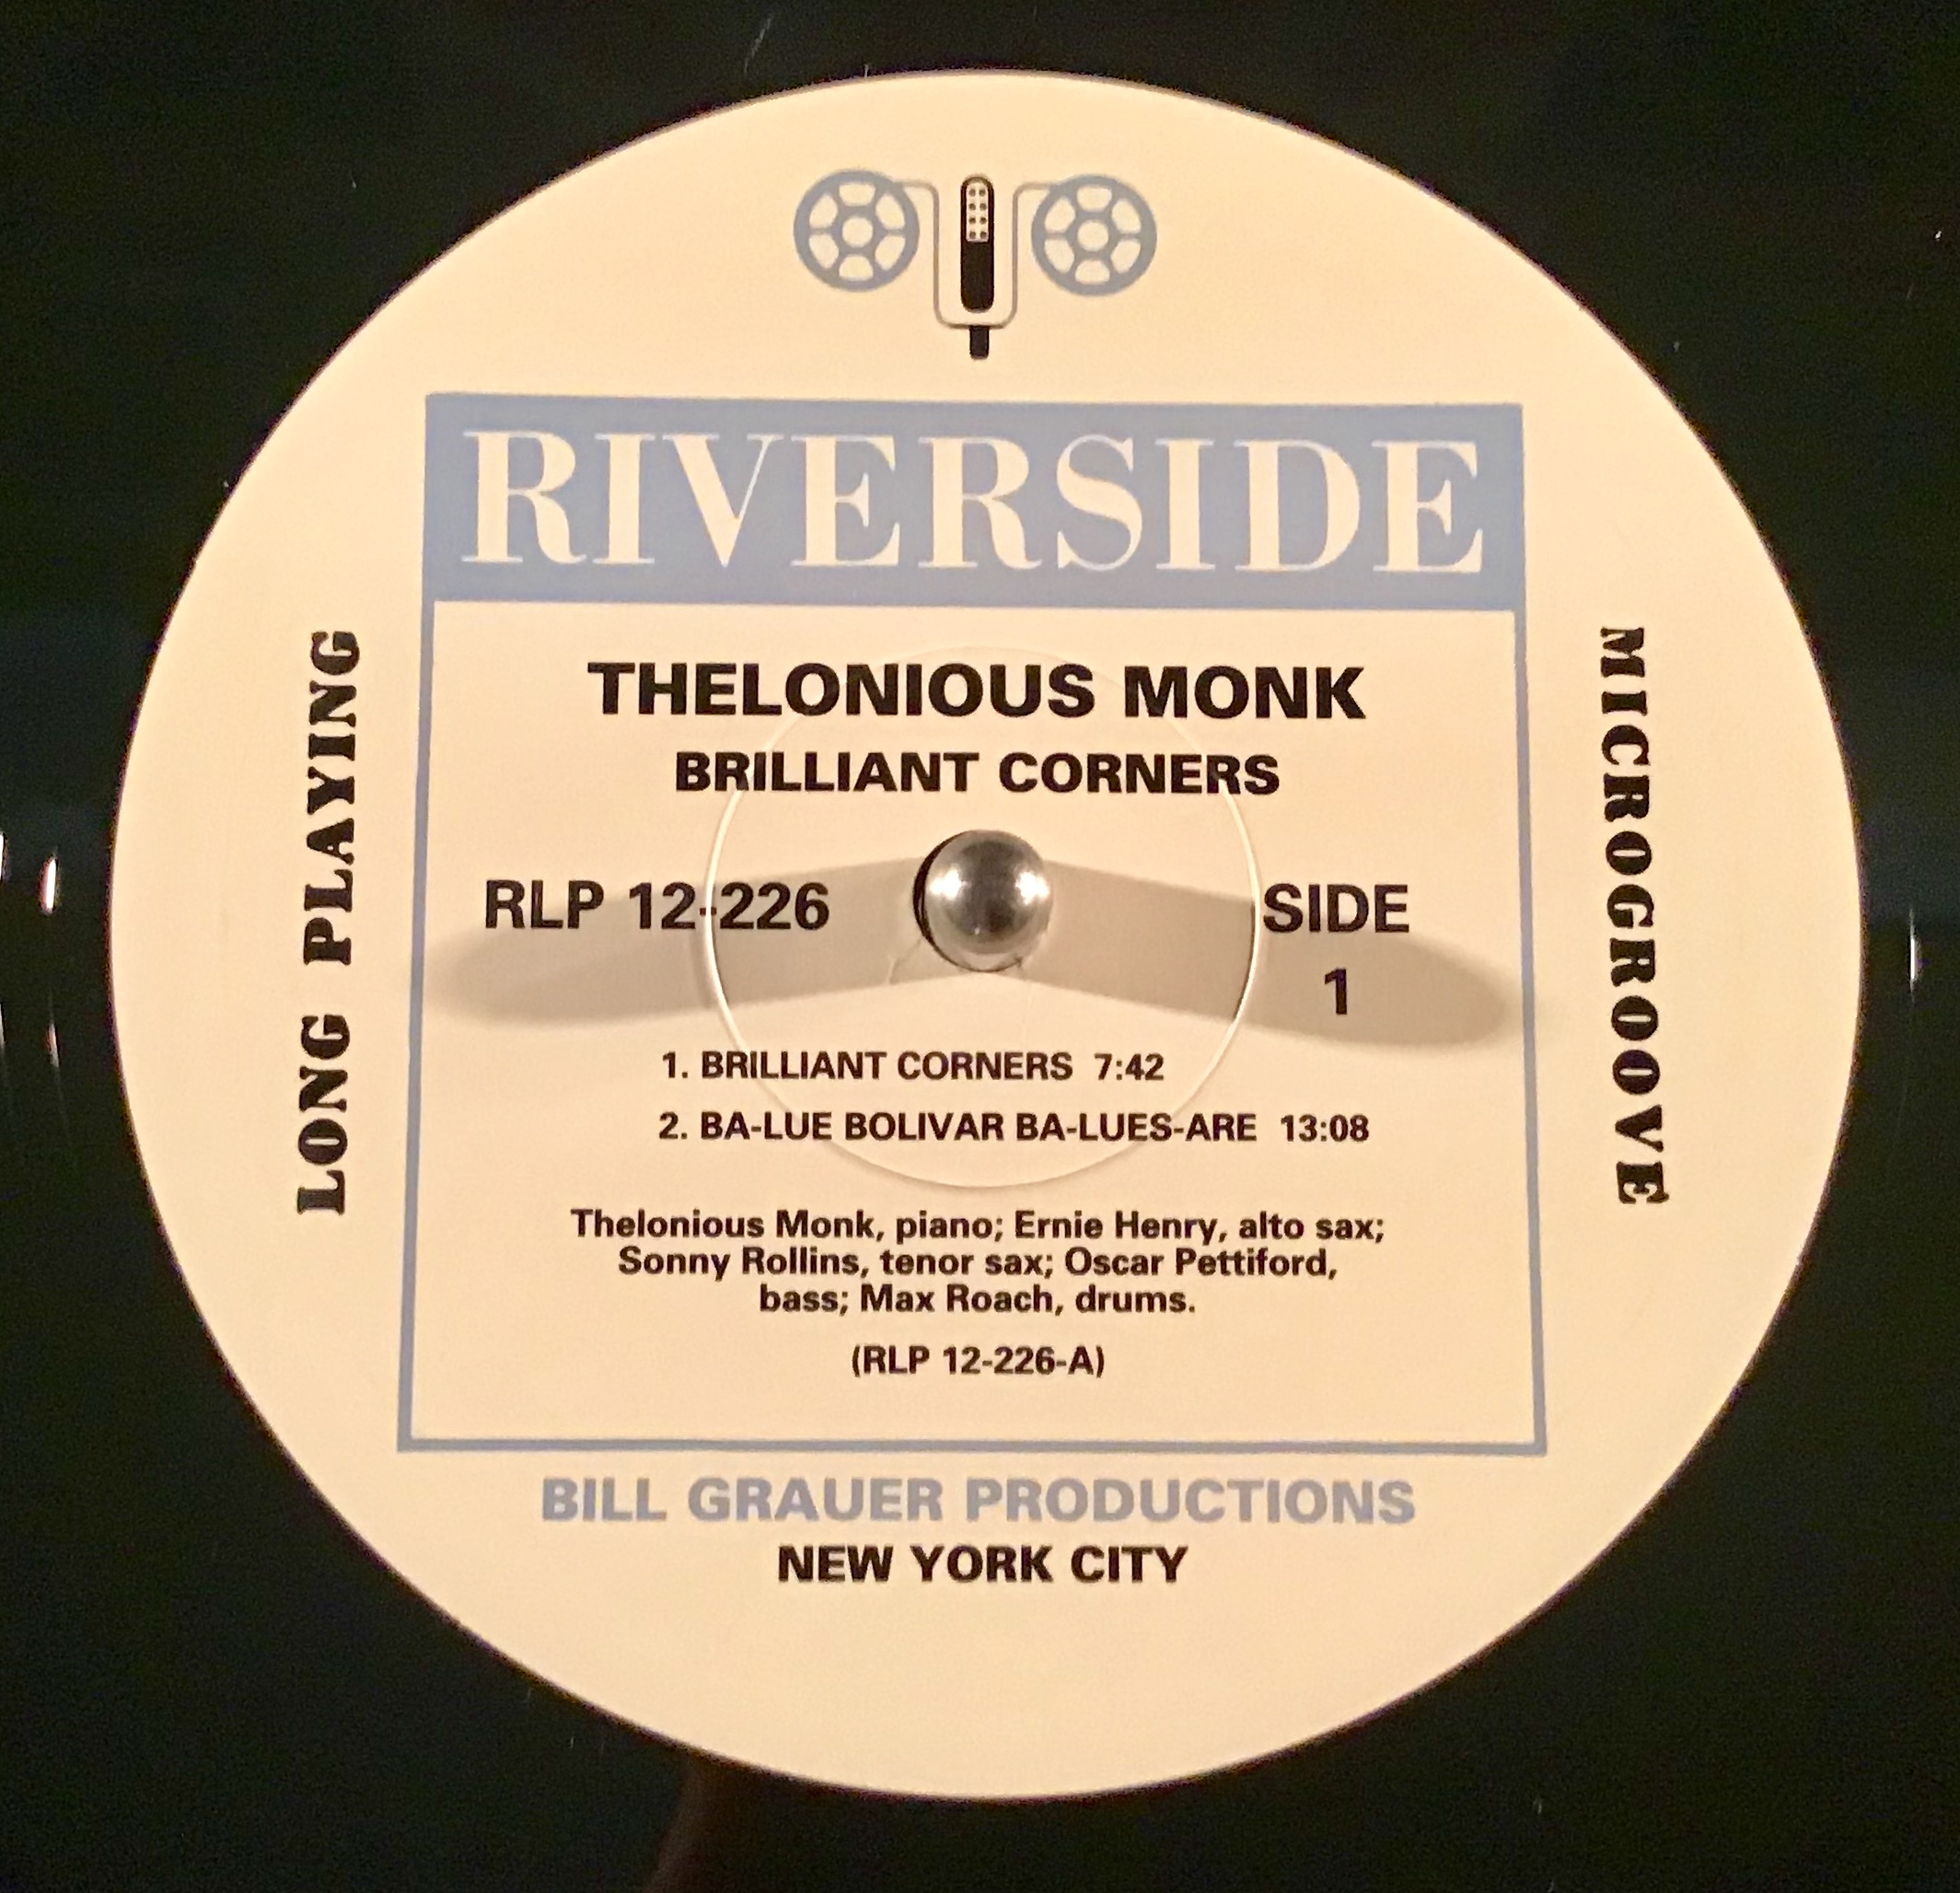 RIVERSIDE
LONG PLAYING
MICROGROOVE
THELONIOUS MONK
BRILLIANT CORNERS
RLP 12-226
SIDE
1
1. BRILLIANT CORNERS 7:42
2. BA-LUE BOLIVAR BA-LUES-ARE 13:08
Thelonious Monk, piano; Ernie Henry, alto sax;
Sonny Rollins, tenor sax; Oscar Pettiford,
bass; Max Roach, drums.
(RLP 12-226-A)
BILL GRAUER PRODUCTIONS
NEW YORK CITY